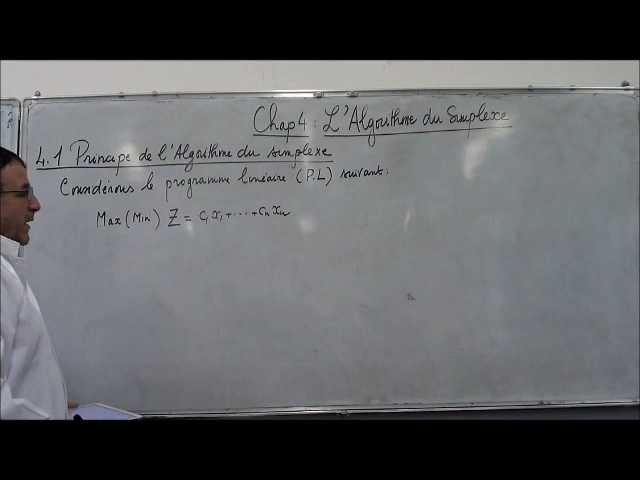 Chap4 : L'Algorithme du Simplexe
4.1 Principe de l'Algorithme du simplexe
Considérons le programme linéaire (P.L) suivant.
Max (Min) Z = C₁x₁ + ... + Cₙxₙ